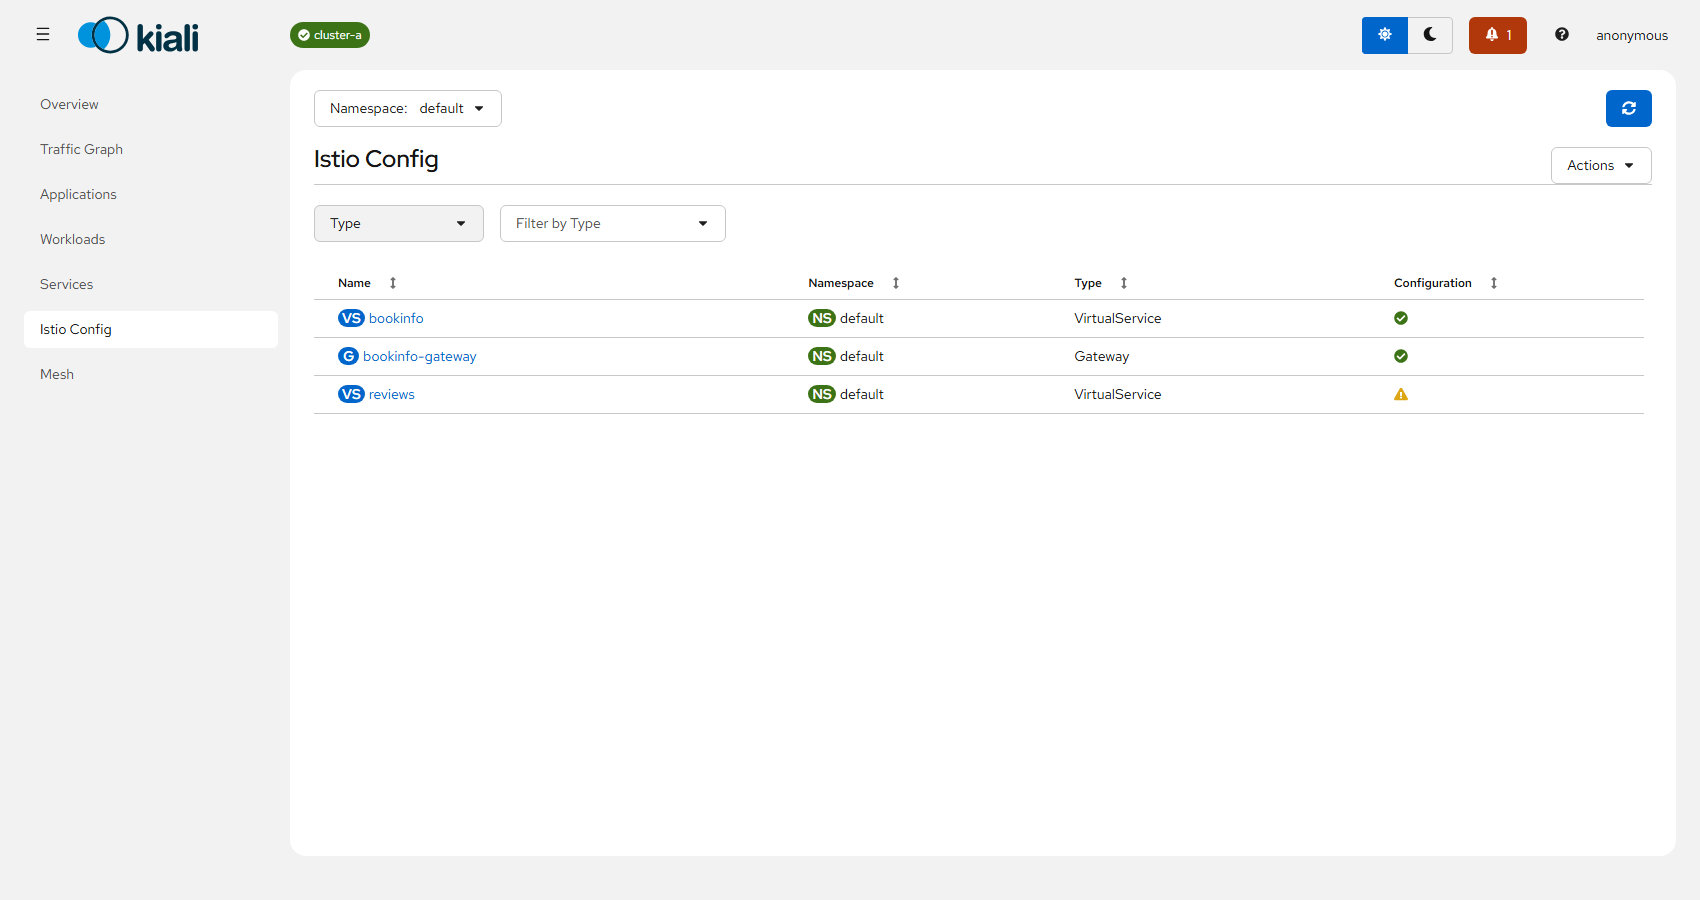 kiali
cluster-a
1
anonymous
Overview
Traffic Graph
Applications
Workloads
Services
Istio Config
Mesh
Namespace: default
Istio Config
Actions
Type
Filter by Type
Name Namespace Type Configuration
VS bookinfo NS default VirtualService
G bookinfo-gateway NS default Gateway
VS reviews NS default VirtualService